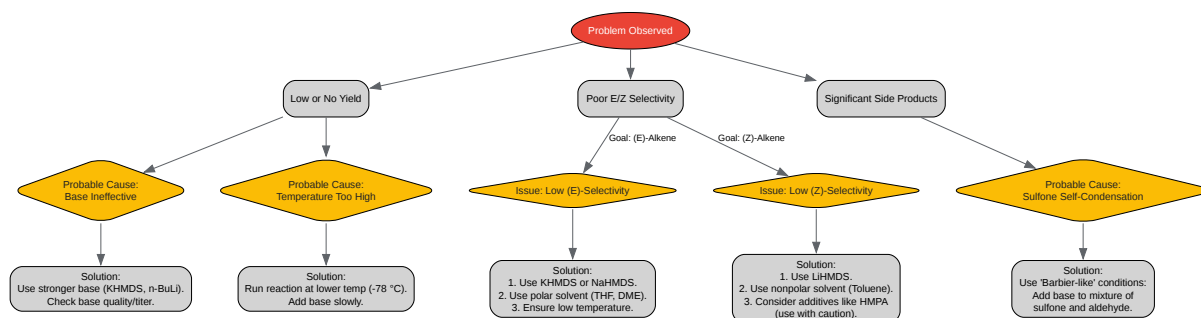 Problem Observed
Low or No Yield
Poor E/Z Selectivity
Significant Side Products
Goal: (E)-Alkene
Goal: (Z)-Alkene
Probable Cause:
Base Ineffective
Probable Cause:
Temperature Too High
Issue: Low (E)-Selectivity
Issue: Low (Z)-Selectivity
Probable Cause:
Sulfone Self-Condensation
Solution:
Use stronger base (KHMDS, n-BuLi).
Check base quality/titer.
Solution:
Run reaction at lower temp (-78 °C).
Add base slowly.
Solution:
1. Use KHMDS or NaHMDS.
2. Use polar solvent (THF, DME).
3. Ensure low temperature.
Solution:
1. Use LiHMDS.
2. Use nonpolar solvent (Toluene).
3. Consider additives like HMPA
(use with caution).
Solution:
Use 'Barbier-like' conditions:
Add base to mixture of
sulfone and aldehyde.